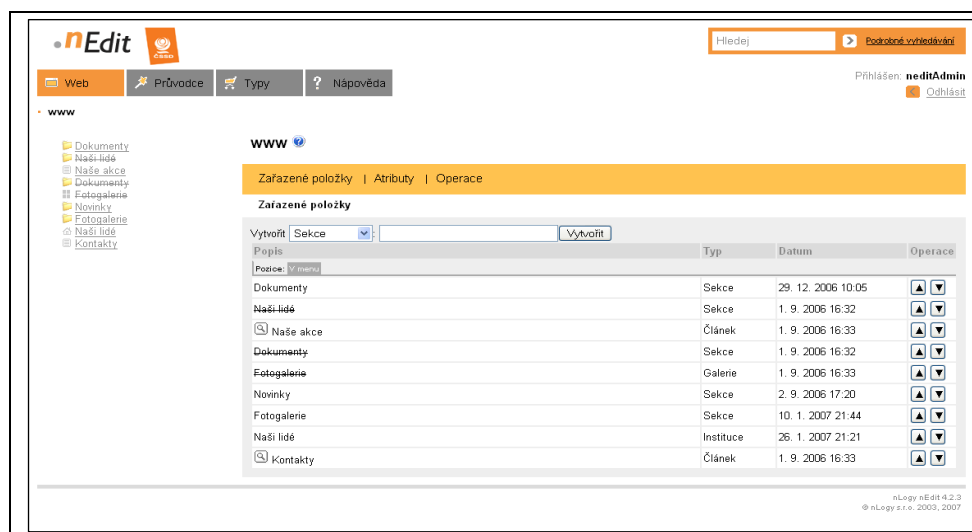 nEdit ČSSD Hledej Podrobné vyhledávání
Web Průvodce Typy ? Nápověda Přihlášen: neditAdmin
Odhlásit
www
Dokumenty
Naši lidé
Naše akce
Dokumenty
Fotogalerie
Novinky
Fotogalerie
Naši lidé
Kontakty
www ?
Zařazené položky | Atributy | Operace
Zařazené položky
Vytvořit Sekce : Vytvořit
Popis Typ Datum Operace
Pozice: V menu
Dokumenty Sekce 29. 12. 2006 10:05
Naši lidé Sekce 1. 9. 2006 16:32
Naše akce Článek 1. 9. 2006 16:33
Dokumenty Sekce 1. 9. 2006 16:32
Fotogalerie Galerie 1. 9. 2006 16:33
Novinky Sekce 2. 9. 2006 17:20
Fotogalerie Sekce 10. 1. 2007 21:44
Naši lidé Instituce 26. 1. 2007 21:21
Kontakty Článek 1. 9. 2006 16:33
nLogy nEdit 4.2.3
© nLogy s.r.o. 2003, 2007